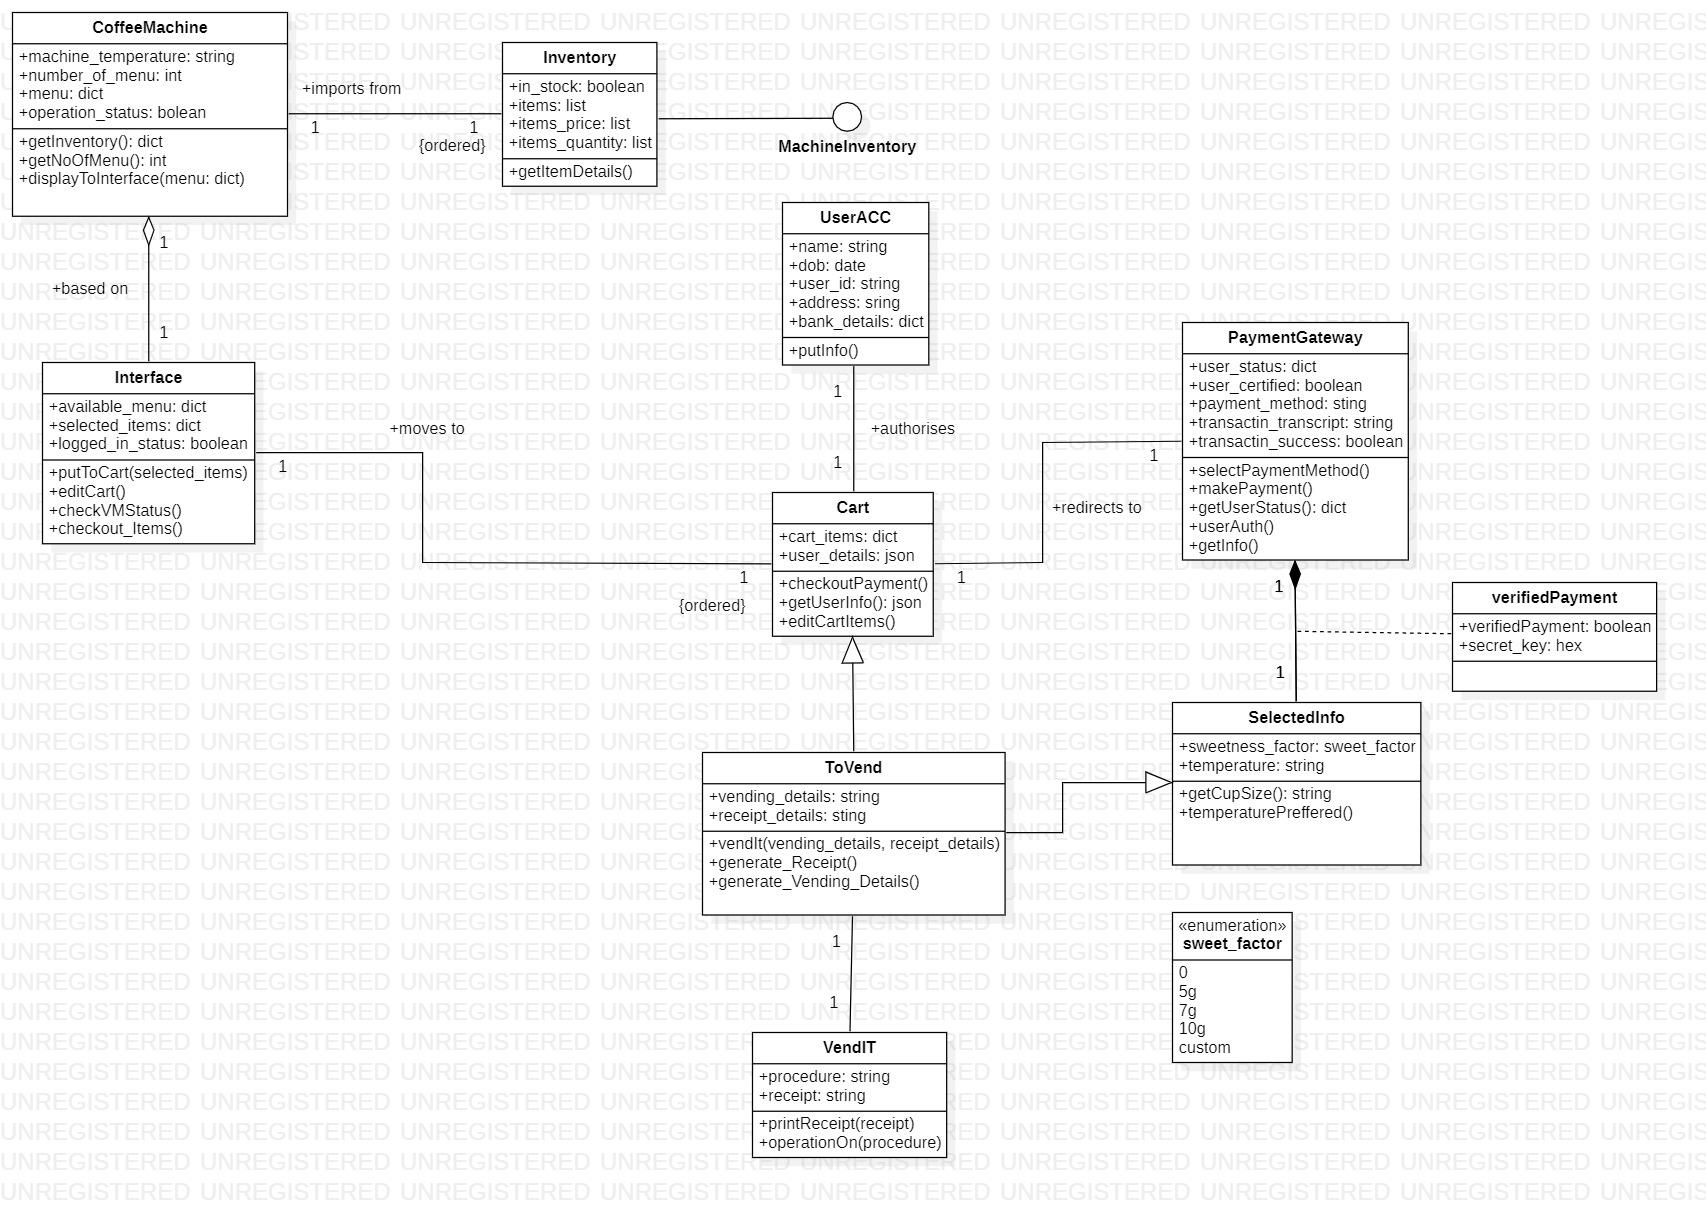 CoffeeMachine
+machine_temperature: string
+number_of_menu: int
+menu: dict
+operation_status: bolean
+getInventory(): dict
+getNoOfMenu(): int
+displayToInterface(menu: dict)
+imports from
1
1
{ordered}
Inventory
+in_stock: boolean
+items: list
+items_price: list
+items_quantity: list
+getItemDetails()
MachineInventory
1
+based on
1
UserACC
+name: string
+dob: date
+user_id: string
+address: sring
+bank_details: dict
+putInfo()
1
+authorises
1
Interface
+available_menu: dict
+selected_items: dict
+logged_in_status: boolean
+putToCart(selected_items)
+editCart()
+checkVMStatus()
+checkout_Items()
+moves to
1
1
{ordered}
Cart
+cart_items: dict
+user_details: json
+checkoutPayment()
+getUserInfo(): json
+editCartItems()
1
+redirects to
1
PaymentGateway
+user_status: dict
+user_certified: boolean
+payment_method: sting
+transactin_transcript: string
+transactin_success: boolean
+selectPaymentMethod()
+makePayment()
+getUserStatus(): dict
+userAuth()
+getInfo()
1
1
verifiedPayment
+verifiedPayment: boolean
+secret_key: hex
SelectedInfo
+sweetness_factor: sweet_factor
+temperature: string
+getCupSize(): string
+temperaturePreffered()
ToVend
+vending_details: string
+receipt_details: sting
+vendIt(vending_details, receipt_details)
+generate_Receipt()
+generate_Vending_Details()
1
1
VendIT
+procedure: string
+receipt: string
+printReceipt(receipt)
+operationOn(procedure)
«enumeration»
sweet_factor
0
5g
7g
10g
custom
UNREGISTERED